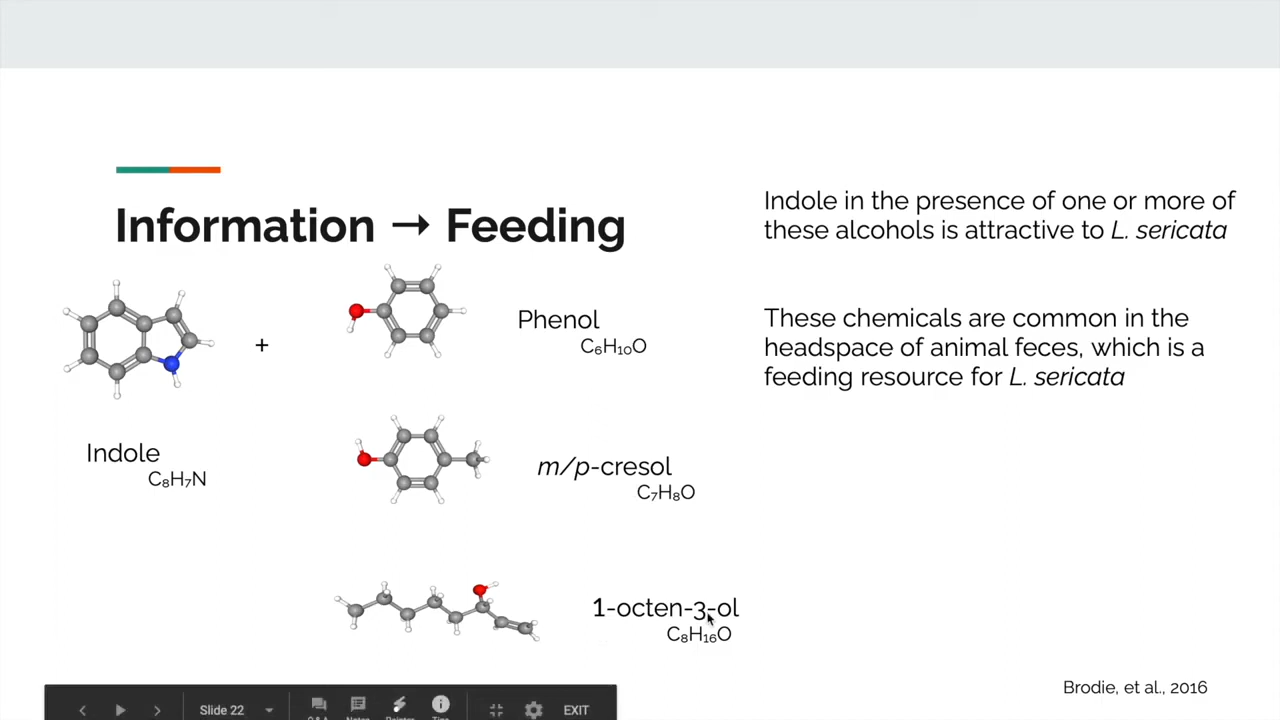 Information → Feeding
Indole in the presence of one or more of
these alcohols is attractive to L. sericata
These chemicals are common in the
headspace of animal feces, which is a
feeding resource for L. sericata
+
Phenol
C₆H₁₀O
Indole
C₈H₇N
m/p-cresol
C₇H₈O
1-octen-3-ol
C₈H₁₆O
Brodie, et al., 2016
Slide 22
EXIT